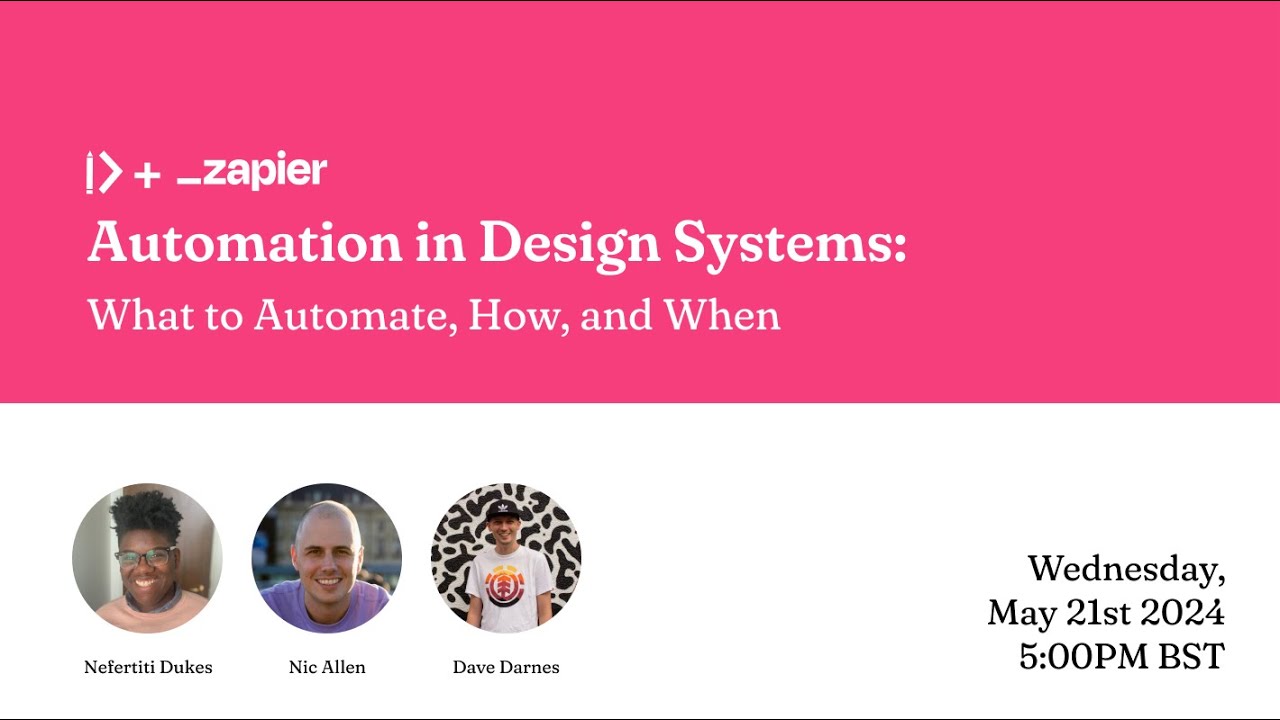 + _zapier
Automation in Design Systems:
What to Automate, How, and When
Nefertiti Dukes
Nic Allen
Dave Darnes
Wednesday,
May 21st 2024
5:00PM BST